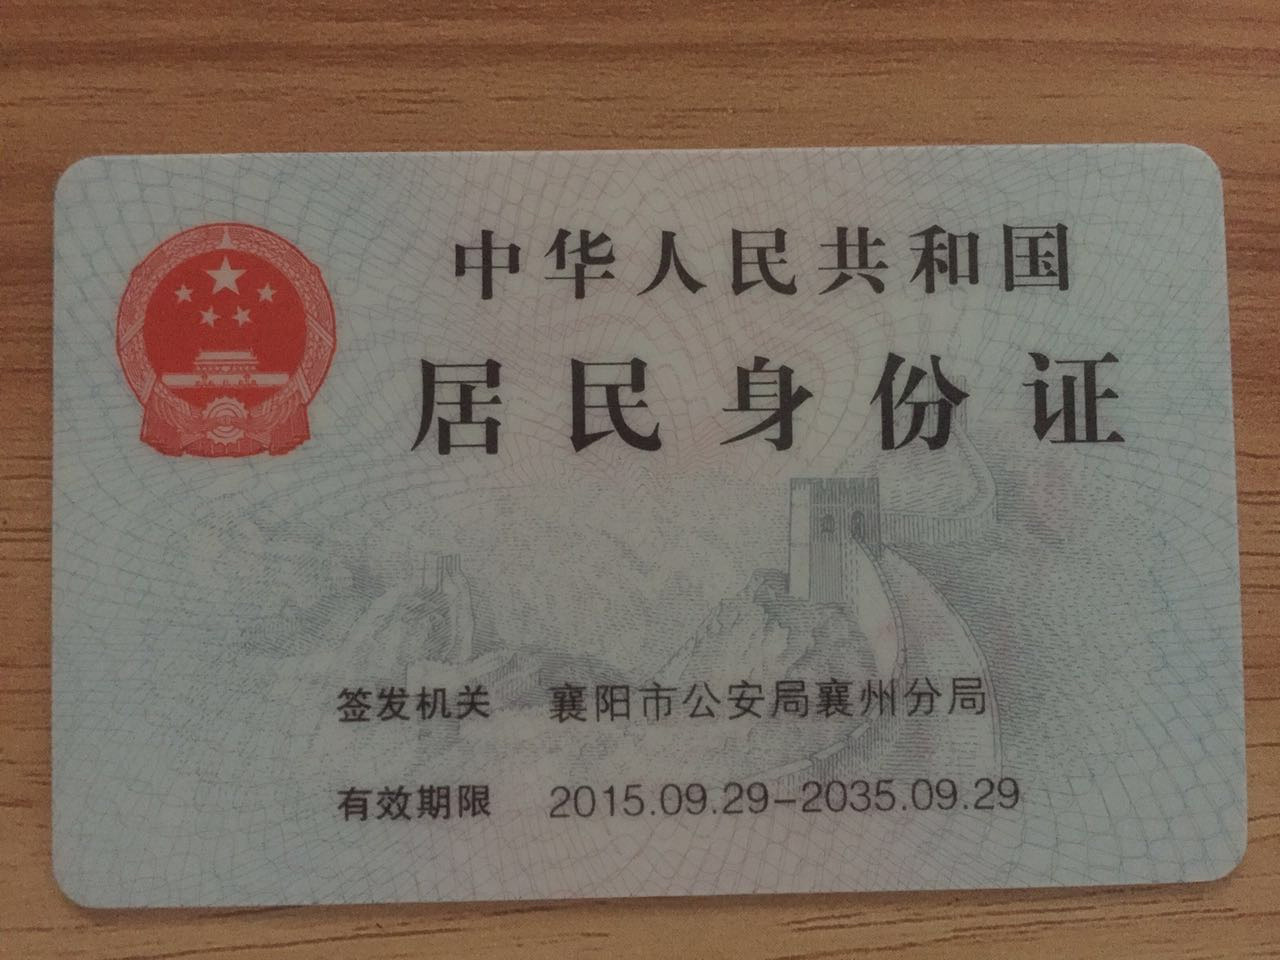 中华人民共和国
居民身份证
签发机关 襄阳市公安局襄州分局
有效期限 2015.09.29-2035.09.29